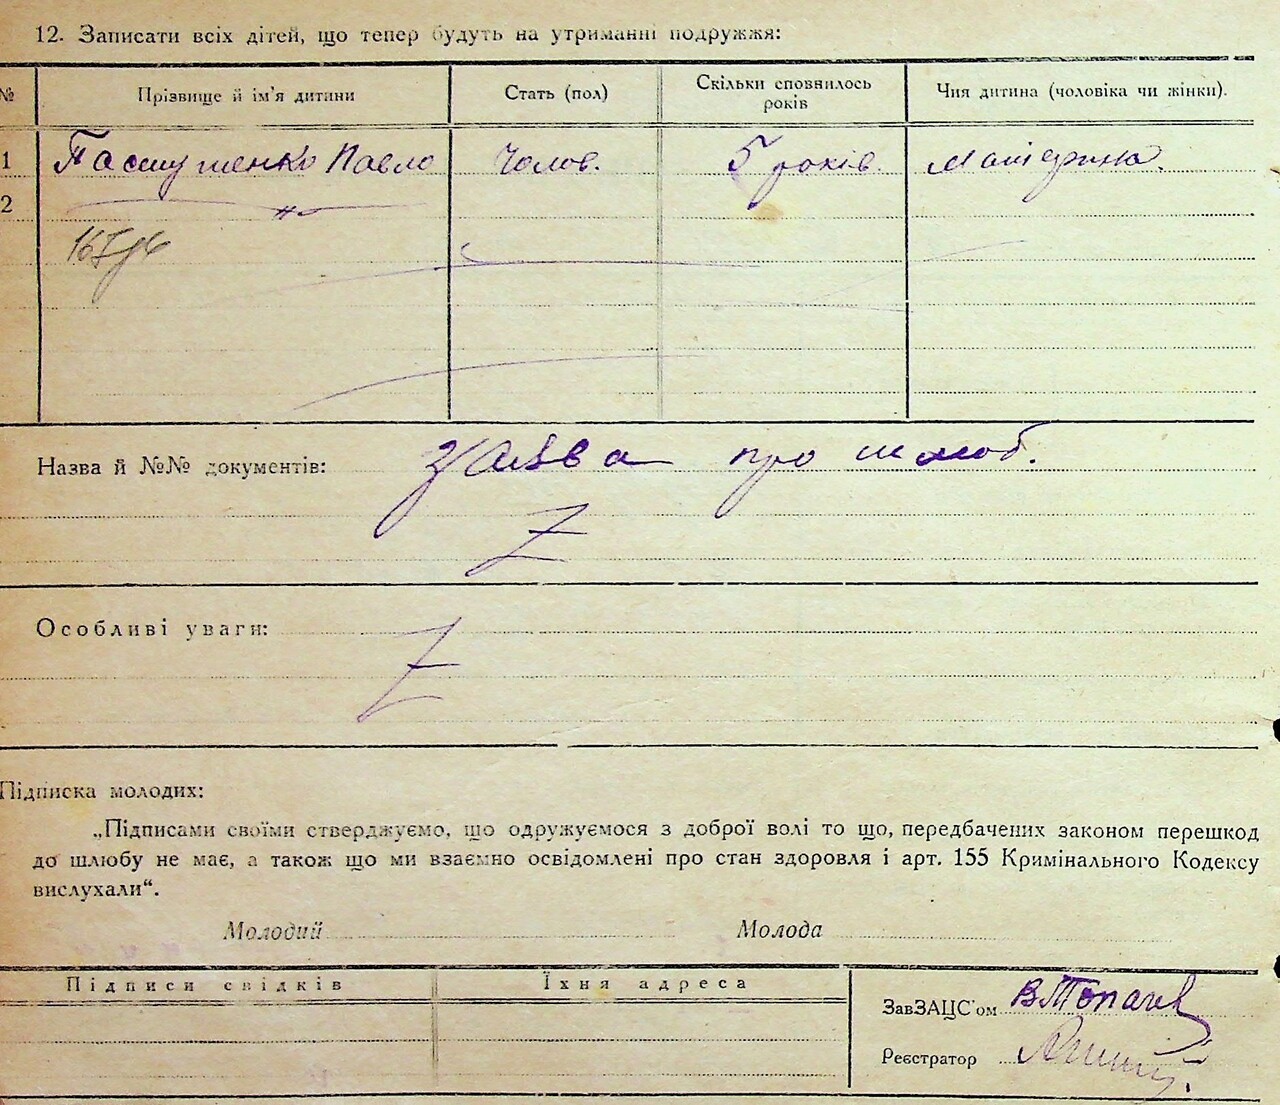 12. Записати всіх дітей, що тепер будуть на утриманні подружжя:
№ Прізвище й ім'я дитини Стать (пол) Скільки сповнилось років Чия дитина (чоловіка чи жінки).
1 Пастушенко Павло Чолов. 5 років. Материна.
2
Назва й №№ документів: Заява про шлюб.
Z
Особливі уваги:
Z
Підписка молодих:
„Підписами своїми стверджуємо, що одружуємося з доброї волі то що, передбачених законом перешкод
до шлюбу не має, а також що ми взаємно освідомлені про стан здоровля і арт. 155 Кримінального Кодексу
вислухали“.
Молодий Молода
Підписи свідків Їхня адреса
ЗавЗАЦС'ом
Реєстратор